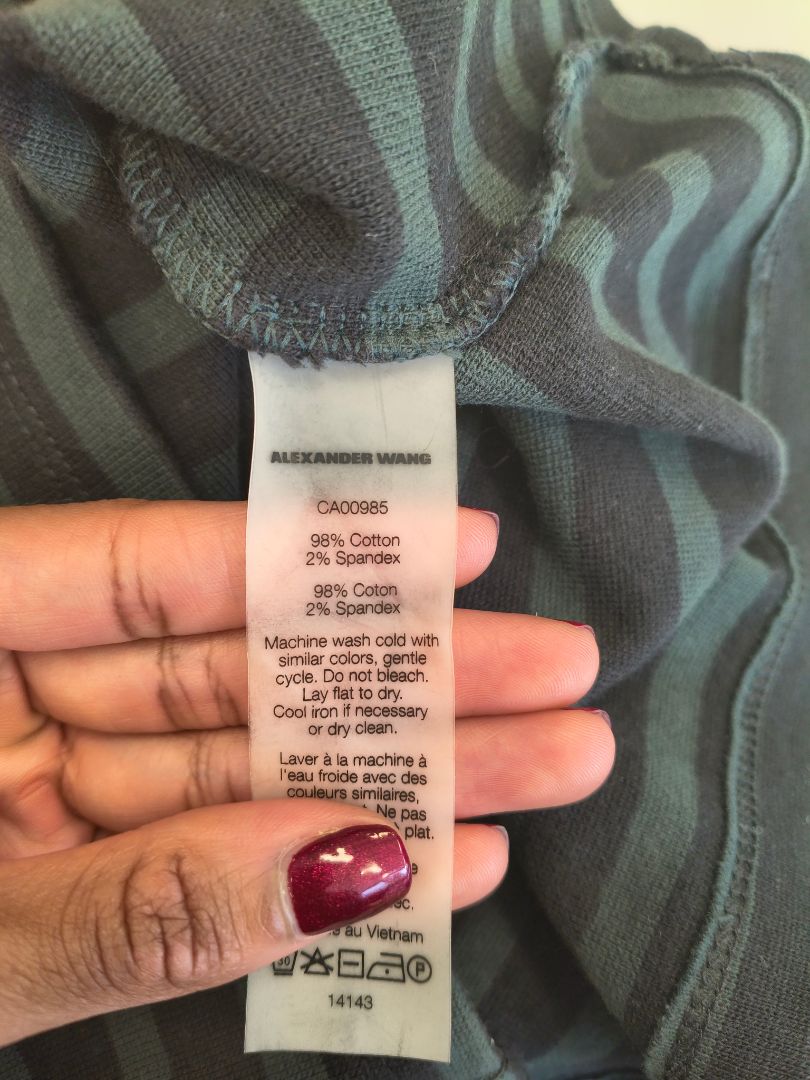 ALEXANDER WANG
CA00985
98% Cotton
2% Spandex
98% Coton
2% Spandex
Machine wash cold with
similar colors, gentle
cycle. Do not bleach.
Lay flat to dry.
Cool iron if necessary
or dry clean.
Laver à la machine à
l'eau froide avec des
couleurs similaires,
Ne pas
plat.
au Vietnam
30 P
14143